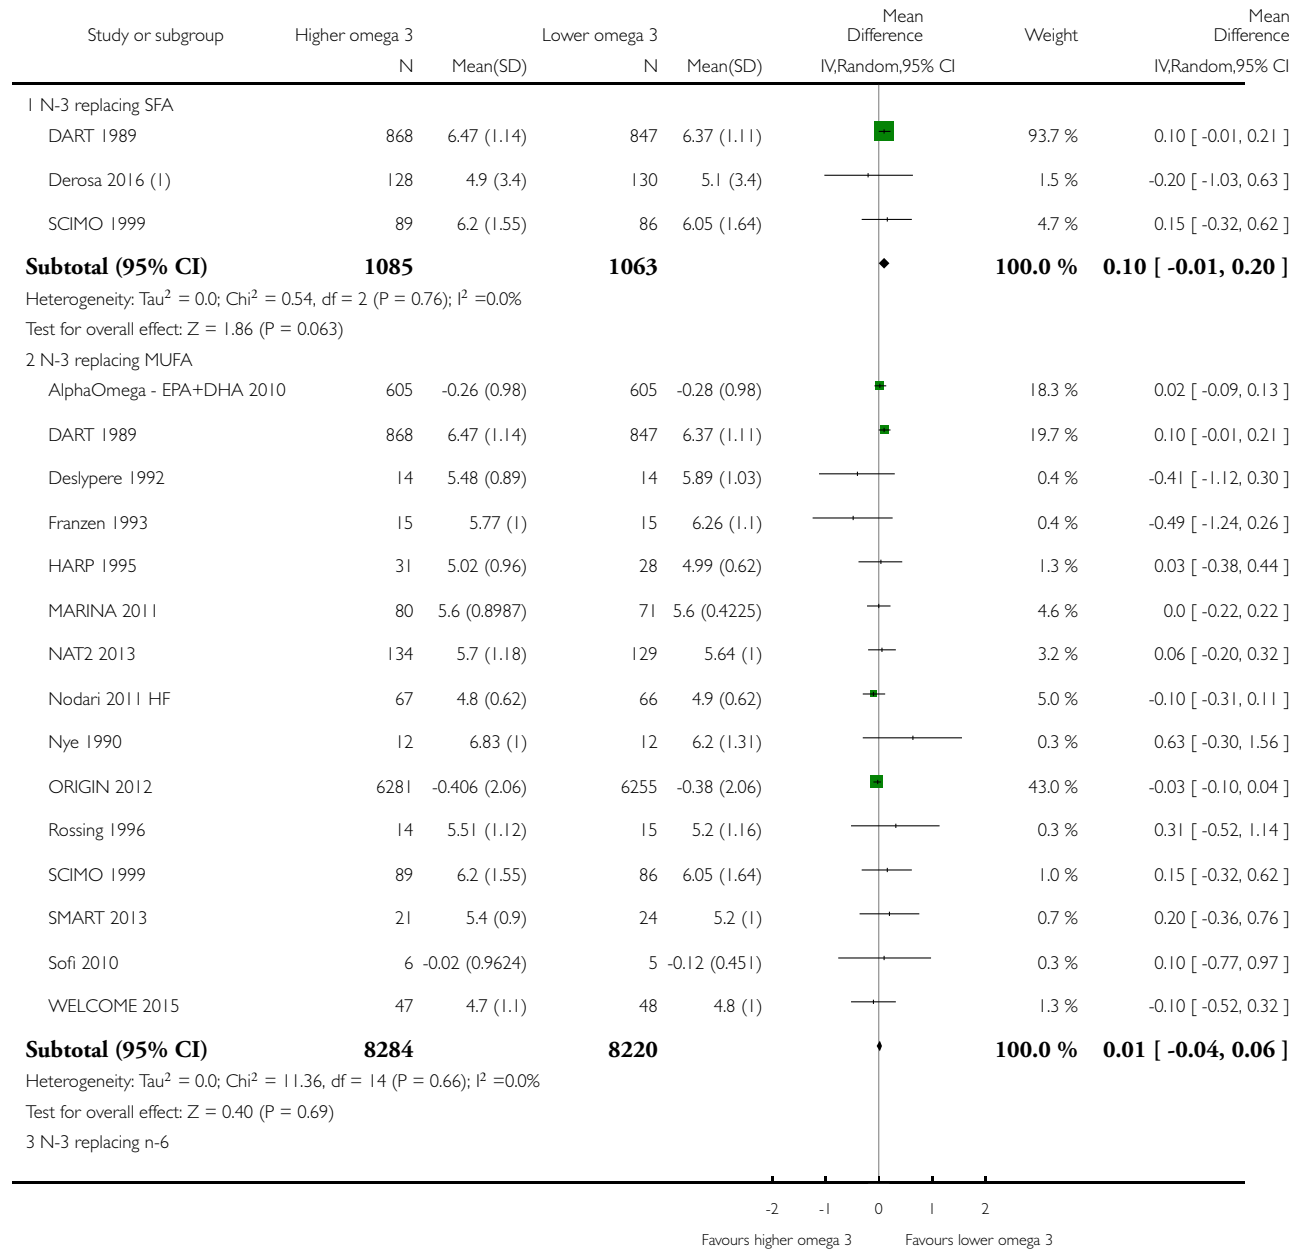 Study or subgroup Higher omega 3 Lower omega 3 Mean Difference Weight Mean Difference
N Mean(SD) N Mean(SD) IV,Random,95% CI IV,Random,95% CI
1 N-3 replacing SFA
DART 1989 868 6.47 (1.14) 847 6.37 (1.11) 93.7 % 0.10 [ -0.01, 0.21 ]
Derosa 2016 (1) 128 4.9 (3.4) 130 5.1 (3.4) 1.5 % -0.20 [ -1.03, 0.63 ]
SCIMO 1999 89 6.2 (1.55) 86 6.05 (1.64) 4.7 % 0.15 [ -0.32, 0.62 ]
Subtotal (95% CI) 1085 1063 100.0 % 0.10 [ -0.01, 0.20 ]
Heterogeneity: Tau² = 0.0; Chi² = 0.54, df = 2 (P = 0.76); I² =0.0%
Test for overall effect: Z = 1.86 (P = 0.063)
2 N-3 replacing MUFA
AlphaOmega - EPA+DHA 2010 605 -0.26 (0.98) 605 -0.28 (0.98) 18.3 % 0.02 [ -0.09, 0.13 ]
DART 1989 868 6.47 (1.14) 847 6.37 (1.11) 19.7 % 0.10 [ -0.01, 0.21 ]
Deslypere 1992 14 5.48 (0.89) 14 5.89 (1.03) 0.4 % -0.41 [ -1.12, 0.30 ]
Franzen 1993 15 5.77 (1) 15 6.26 (1.1) 0.4 % -0.49 [ -1.24, 0.26 ]
HARP 1995 31 5.02 (0.96) 28 4.99 (0.62) 1.3 % 0.03 [ -0.38, 0.44 ]
MARINA 2011 80 5.6 (0.8987) 71 5.6 (0.4225) 4.6 % 0.0 [ -0.22, 0.22 ]
NAT2 2013 134 5.7 (1.18) 129 5.64 (1) 3.2 % 0.06 [ -0.20, 0.32 ]
Nodari 2011 HF 67 4.8 (0.62) 66 4.9 (0.62) 5.0 % -0.10 [ -0.31, 0.11 ]
Nye 1990 12 6.83 (1) 12 6.2 (1.31) 0.3 % 0.63 [ -0.30, 1.56 ]
ORIGIN 2012 6281 -0.406 (2.06) 6255 -0.38 (2.06) 43.0 % -0.03 [ -0.10, 0.04 ]
Rossing 1996 14 5.51 (1.12) 15 5.2 (1.16) 0.3 % 0.31 [ -0.52, 1.14 ]
SCIMO 1999 89 6.2 (1.55) 86 6.05 (1.64) 1.0 % 0.15 [ -0.32, 0.62 ]
SMART 2013 21 5.4 (0.9) 24 5.2 (1) 0.7 % 0.20 [ -0.36, 0.76 ]
Sofi 2010 6 -0.02 (0.9624) 5 -0.12 (0.451) 0.3 % 0.10 [ -0.77, 0.97 ]
WELCOME 2015 47 4.7 (1.1) 48 4.8 (1) 1.3 % -0.10 [ -0.52, 0.32 ]
Subtotal (95% CI) 8284 8220 100.0 % 0.01 [ -0.04, 0.06 ]
Heterogeneity: Tau² = 0.0; Chi² = 11.36, df = 14 (P = 0.66); I² =0.0%
Test for overall effect: Z = 0.40 (P = 0.69)
3 N-3 replacing n-6
-2 -1 0 1 2
Favours higher omega 3 Favours lower omega 3